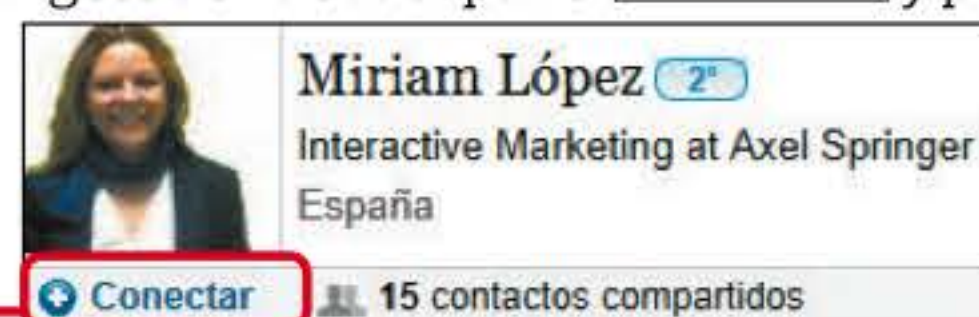 Miriam López 2º
Interactive Marketing at Axel Springer
España
Conectar
15 contactos compartidos